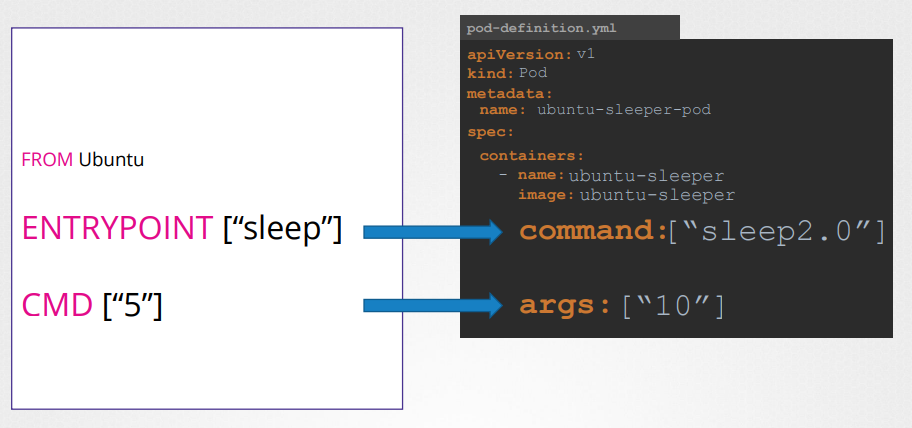 FROM Ubuntu
ENTRYPOINT [“sleep”]
CMD [“5”]
pod-definition.yml
apiVersion: v1
kind: Pod
metadata:
name: ubuntu-sleeper-pod
spec:
containers:
- name: ubuntu-sleeper
image: ubuntu-sleeper
command:[“sleep2.0”]
args: [“10”]